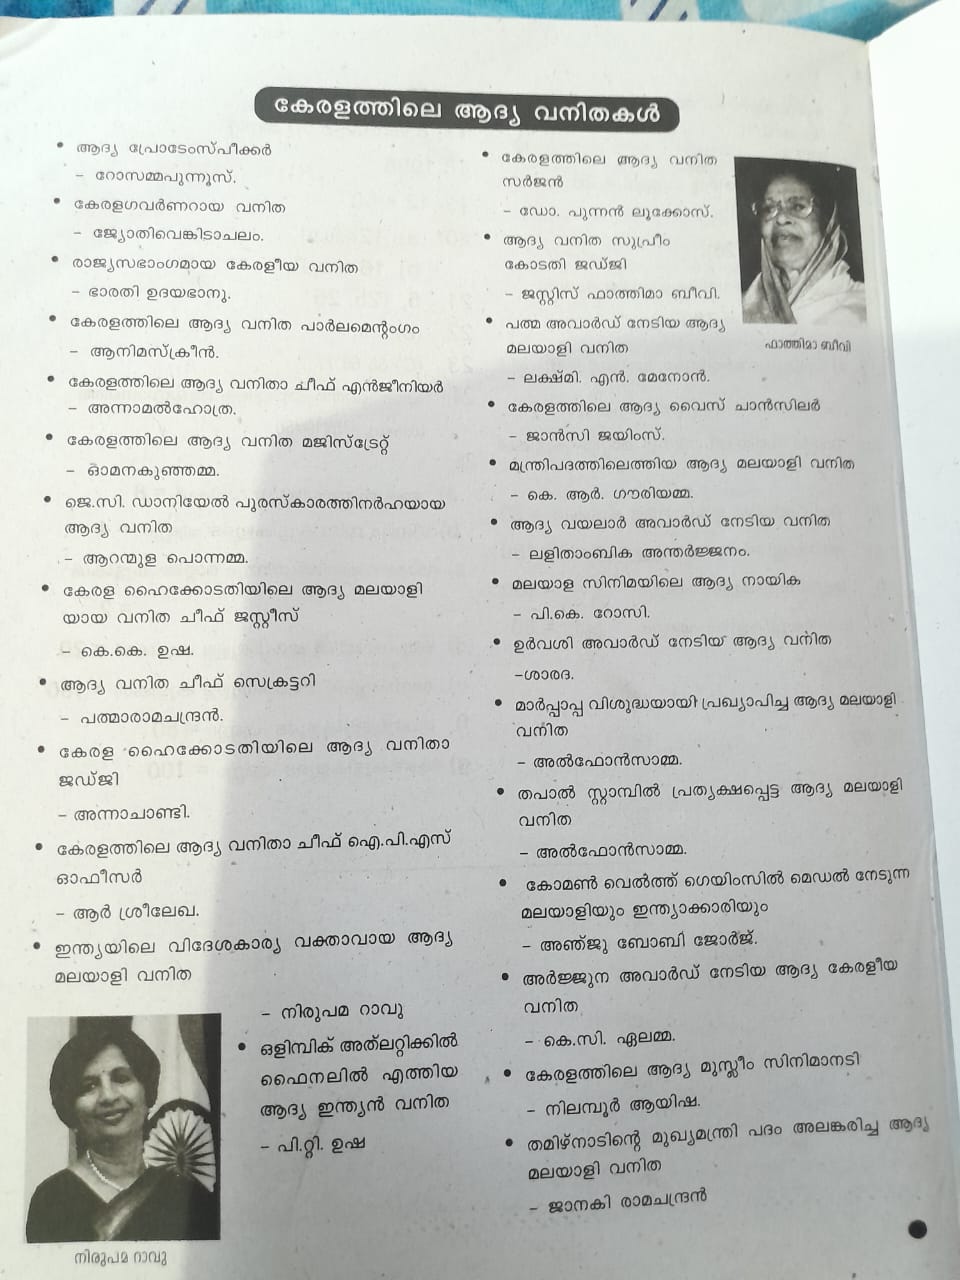 കേരളത്തിലെ ആദ്യ വനിതകൾ
• ആദ്യ പ്രോടേംസ്പീക്കർ
– റോസമ്മപുന്നൂസ്.
• കേരളഗവർണറായ വനിത
– ജ്യോതിവെങ്കിടാചലം.
• രാജ്യസഭാംഗമായ കേരളീയ വനിത
– ഭാരതി ഉദയഭാനു.
• കേരളത്തിലെ ആദ്യ വനിത പാർലമെന്റംഗം
– ആനിമസ്ക്രീൻ.
• കേരളത്തിലെ ആദ്യ വനിതാ ചീഫ് എൻജീനിയർ
– അന്നാമൽഹോത്ര.
• കേരളത്തിലെ ആദ്യ വനിത മജിസ്ട്രേറ്റ്
– ഓമനകുഞ്ഞമ്മ.
• ജെ.സി. ഡാനിയേൽ പുരസ്കാരത്തിനർഹയായ
ആദ്യ വനിത
– ആറന്മുള പൊന്നമ്മ.
• കേരള ഹൈക്കോടതിയിലെ ആദ്യ മലയാളി
യായ വനിത ചീഫ് ജസ്റ്റീസ്
– കെ.കെ. ഉഷ.
• ആദ്യ വനിത ചീഫ് സെക്രട്ടറി
– പത്മാരാമചന്ദ്രൻ.
• കേരള ഹൈക്കോടതിയിലെ ആദ്യ വനിതാ
ജഡ്ജി
– അന്നാചാണ്ടി.
• കേരളത്തിലെ ആദ്യ വനിതാ ചീഫ് ഐ.പി.എസ്
ഓഫീസർ
– ആർ ശ്രീലേഖ.
• ഇന്ത്യയിലെ വിദേശകാര്യ വക്താവായ ആദ്യ
മലയാളി വനിത
– നിരുപമ റാവു
• ഒളിമ്പിക് അത്‌ലറ്റിക്കിൽ
ഫൈനലിൽ എത്തിയ
ആദ്യ ഇന്ത്യൻ വനിത
– പി.റ്റി. ഉഷ
നിരുപമ റാവു
• കേരളത്തിലെ ആദ്യ വനിത
സർജൻ
– ഡോ. പുന്നൻ ലൂക്കോസ്.
• ആദ്യ വനിത സുപ്രീം
കോടതി ജഡ്ജി
– ജസ്റ്റിസ് ഫാത്തിമാ ബീവി.
ഫാത്തിമാ ബീവി
• പത്മ അവാർഡ് നേടിയ ആദ്യ
മലയാളി വനിത
– ലക്ഷ്മി. എൻ. മേനോൻ.
• കേരളത്തിലെ ആദ്യ വൈസ് ചാൻസിലർ
– ജാൻസി ജയിംസ്.
• മന്ത്രിപദത്തിലെത്തിയ ആദ്യ മലയാളി വനിത
– കെ. ആർ. ഗൗരിയമ്മ.
• ആദ്യ വയലാർ അവാർഡ് നേടിയ വനിത
– ലളിതാംബിക അന്തർജ്ജനം.
• മലയാള സിനിമയിലെ ആദ്യ നായിക
– പി.കെ. റോസി.
• ഉർവശി അവാർഡ് നേടിയ ആദ്യ വനിത
–ശാരദ.
• മാർപ്പാപ്പ വിശുദ്ധയായി പ്രഖ്യാപിച്ച ആദ്യ മലയാളി
വനിത
– അൽഫോൻസാമ്മ.
• തപാൽ സ്റ്റാമ്പിൽ പ്രത്യക്ഷപ്പെട്ട ആദ്യ മലയാളി
വനിത
– അൽഫോൻസാമ്മ.
• കോമൺ വെൽത്ത് ഗെയിംസിൽ മെഡൽ നേടുന്ന
മലയാളിയും ഇന്ത്യാക്കാരിയും
– അഞ്ജു ബോബി ജോർജ്.
• അർജ്ജുന അവാർഡ് നേടിയ ആദ്യ കേരളീയ
വനിത
– കെ.സി. ഏലമ്മ.
• കേരളത്തിലെ ആദ്യ മുസ്ലീം സിനിമാനടി
– നിലമ്പൂർ ആയിഷ.
• തമിഴ്നാടിന്റെ മുഖ്യമന്ത്രി പദം അലങ്കരിച്ച ആദ്യ
മലയാളി വനിത
– ജാനകി രാമചന്ദ്രൻ